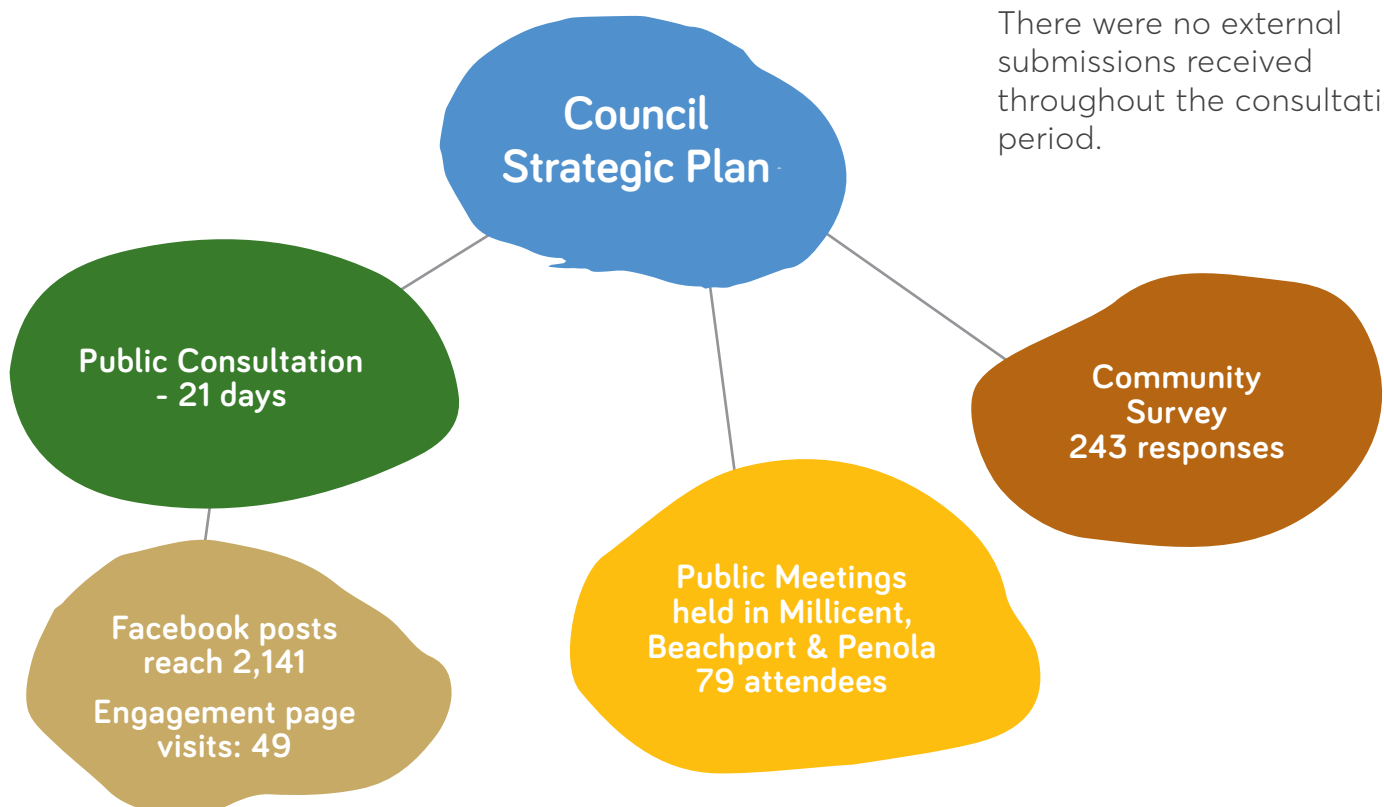 There were no external
submissions received
throughout the consultati
period.
Council
Strategic Plan -
Public Consultation
- 21 days
Community
Survey
243 responses
Facebook posts
reach 2,141
Engagement page
visits: 49
Public Meetings
held in Millicent,
Beachport & Penola
79 attendees